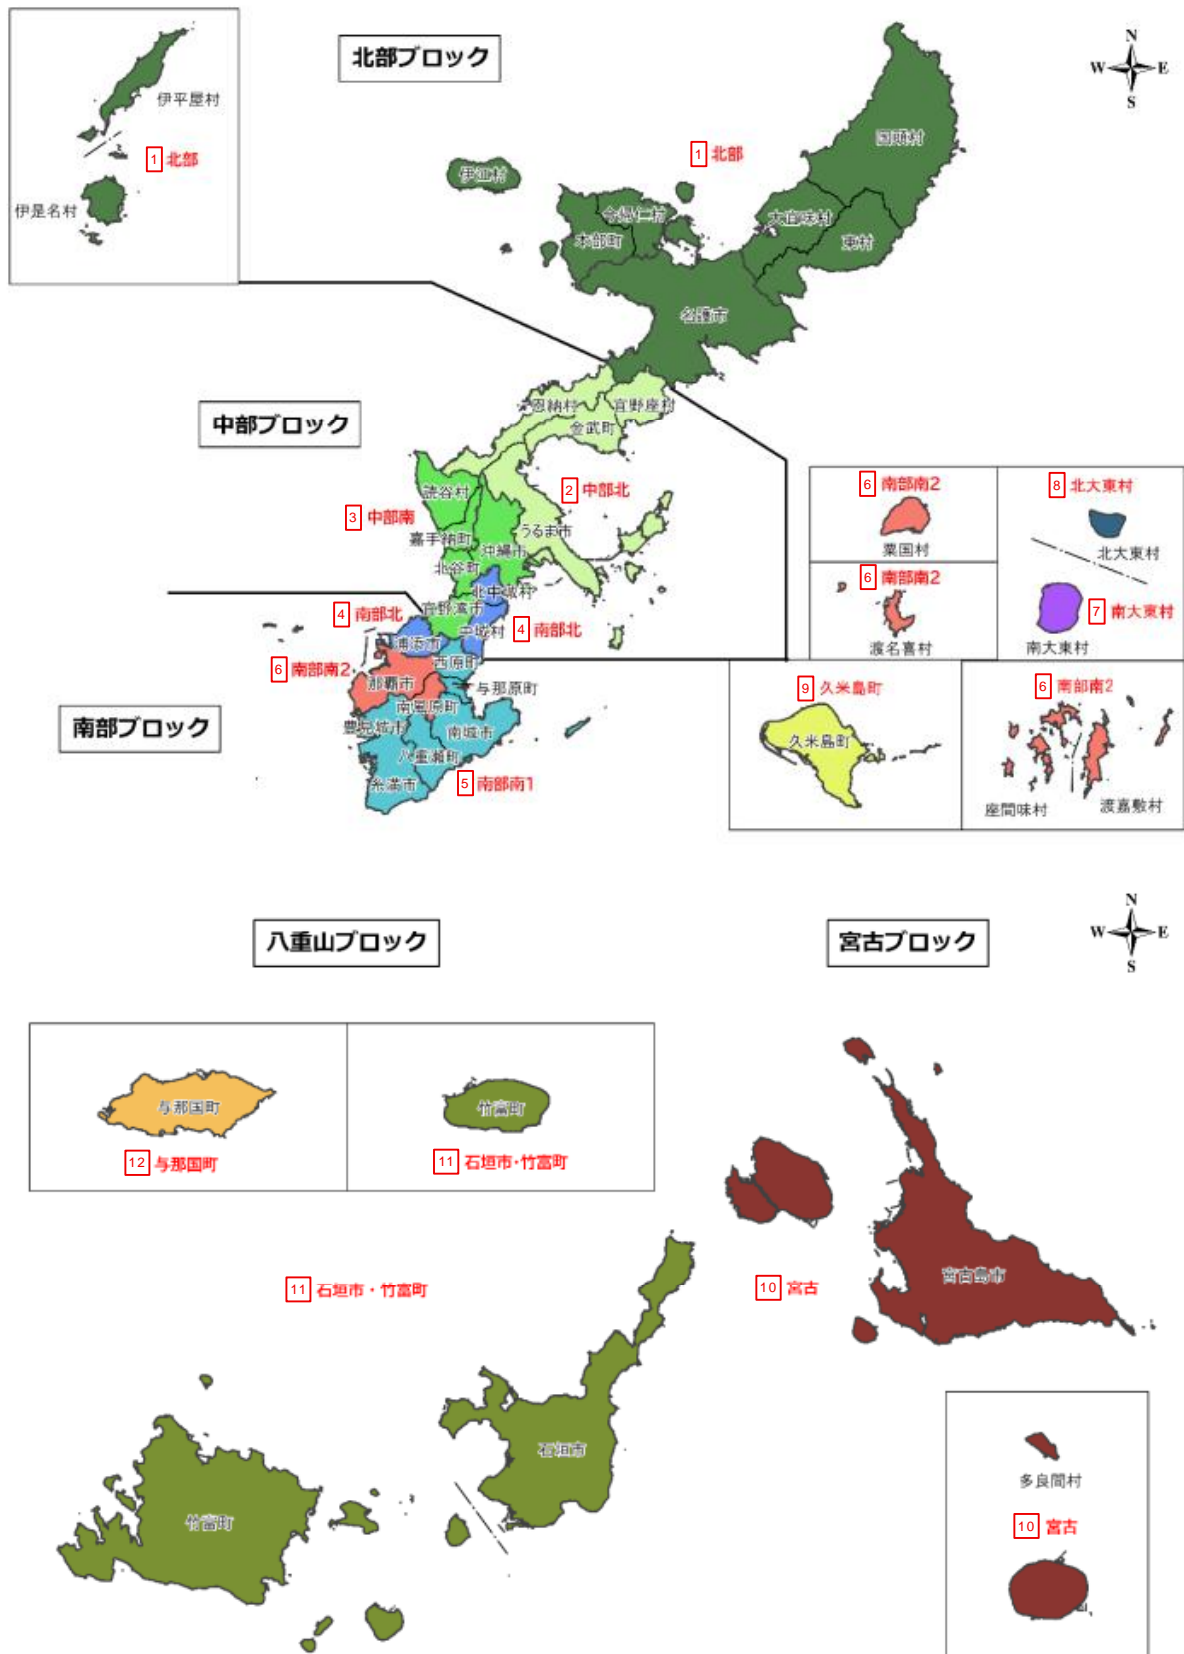 北部ブロック
N
W E
S
伊平屋村
1 北部
伊是名村
1 北部
国頭村
伊江村
今帰仁村
大宜味村
本部町
東村
名護市
中部ブロック
恩納村
宜野座村
金武町
2 中部北
読谷村
3 中部南
うるま市
嘉手納町
沖縄市
北谷町
北中城村
宜野湾市
4 南部北
中城村
4 南部北
浦添市
西原町
6 南部南2
那覇市
与那原町
南風原町
南部ブロック
豊見城市
南城市
八重瀬町
糸満市
5 南部南1
6 南部南2
粟国村
8 北大東村
北大東村
6 南部南2
渡名喜村
7 南大東村
南大東村
9 久米島町
久米島町
6 南部南2
座間味村
渡嘉敷村
八重山ブロック
宮古ブロック
N
W E
S
与那国町
12 与那国町
竹富町
11 石垣市・竹富町
11 石垣市・竹富町
10 宮古
宮古島市
石垣市
竹富町
多良間村
10 宮古